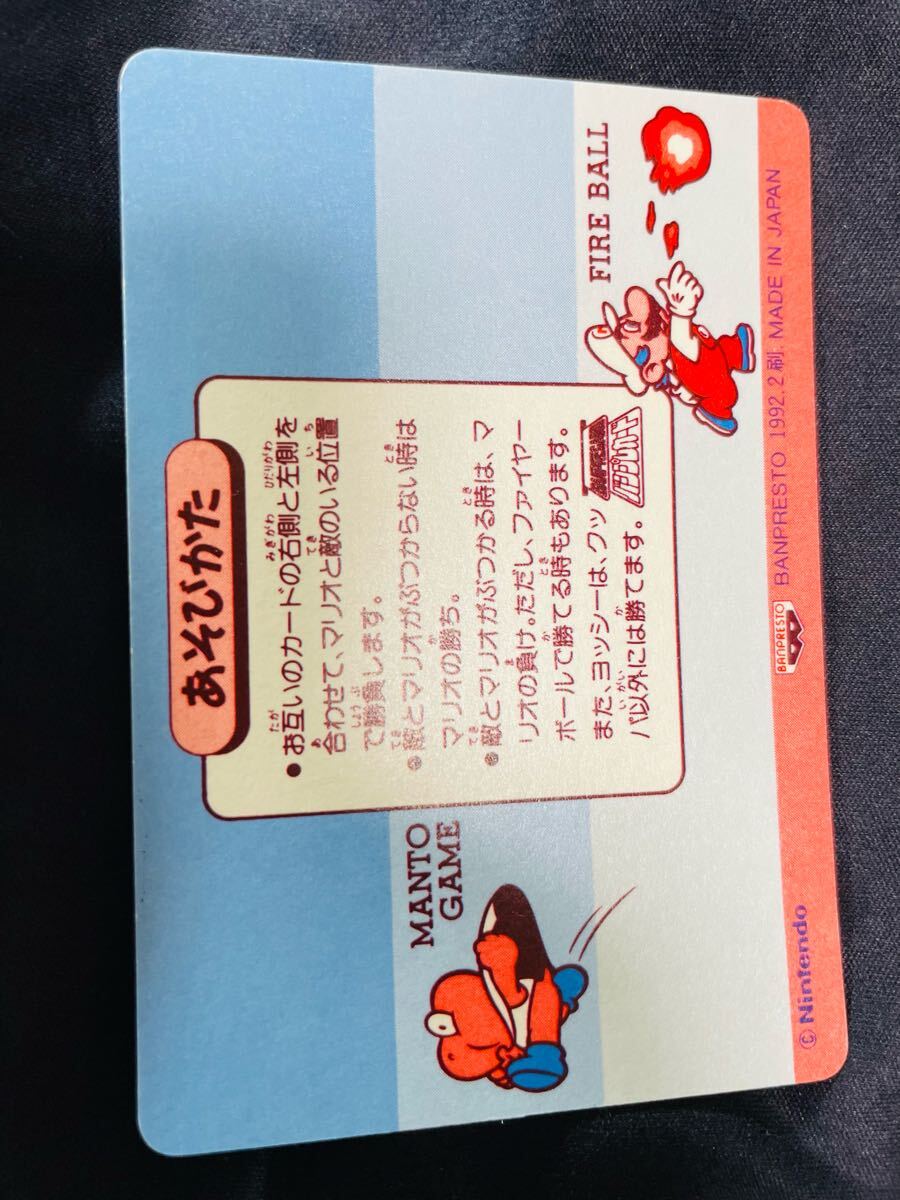 あそびかた
●お互いのカードの右側と左側を
合わせて、マリオと敵のいる位置
で勝負します。
●敵とマリオがぶつからない時は
マリオの勝ち。
●敵とマリオがぶつかる時は、マ
リオの負け。ただし、ファイヤー
ボールで勝てる時もあります。
また、ヨッシーは、クッ
パ以外には勝てます。
MANTO
GAME
FIRE BALL
© Nintendo
BANPRESTO
BANPRESTO 1992.2刷. MADE IN JAPAN